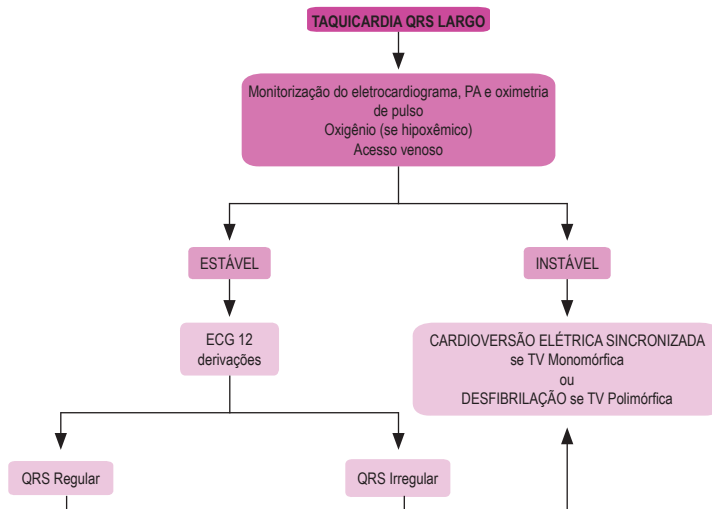 TAQUICARDIA QRS LARGO
Monitorização do eletrocardiograma, PA e oximetria
de pulso
Oxigênio (se hipoxêmico)
Acesso venoso
ESTÁVEL
INSTÁVEL
ECG 12
derivações
CARDIOVERSÃO ELÉTRICA SINCRONIZADA
se TV Monomórfica
ou
DESFIBRILAÇÃO se TV Polimórfica
QRS Regular
QRS Irregular